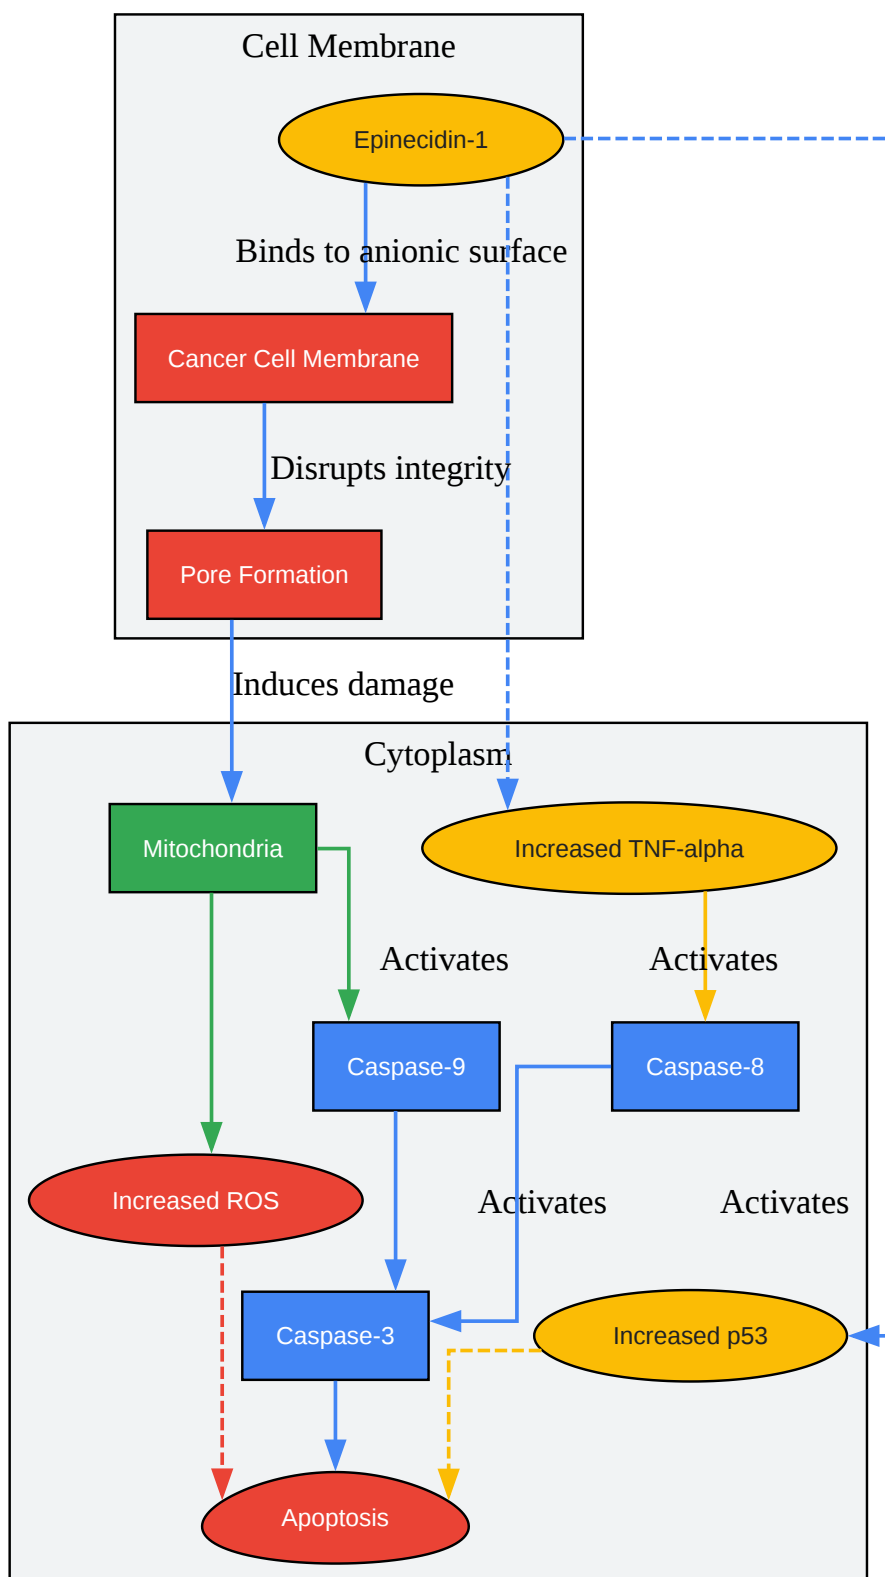 Cell Membrane
Epinecidin-1
Binds to anionic surface
Cancer Cell Membrane
Disrupts integrity
Pore Formation
Induces damage
Cytoplasm
Mitochondria
Increased TNF-alpha
Activates
Activates
Caspase-9
Caspase-8
Increased ROS
Activates
Activates
Caspase-3
Increased p53
Apoptosis